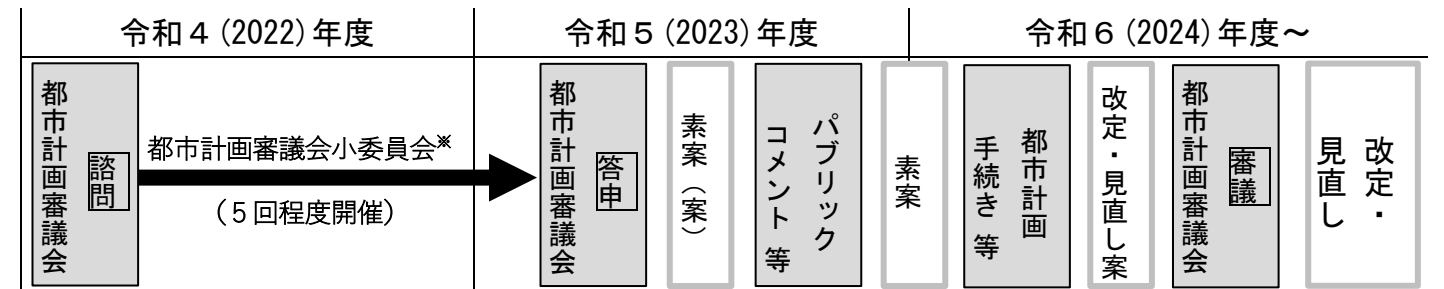 令和４(2022)年度
令和５(2023)年度
令和６(2024)年度～
都市計画審議会
諮問
都市計画審議会小委員会※
（５回程度開催）
都市計画審議会
答申
素案（案）
パブリック
コメント 等
素案
都市計画
手続き 等
改定・見直し案
都市計画審議会
審議
改定・
見直し